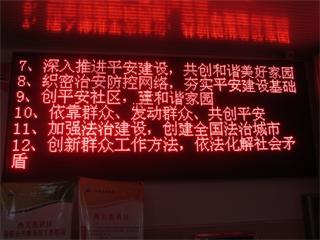 7、深入推进平安建设，共创和谐美好家园
8、织密治安防控网络，夯实平安建设基础
9、创平安社区，建和谐家园
10、依靠群众、发动群众、共创平安
11、加强法治建设，创建全国法治城市
12、创新群众工作方法，依法化解社会矛
盾